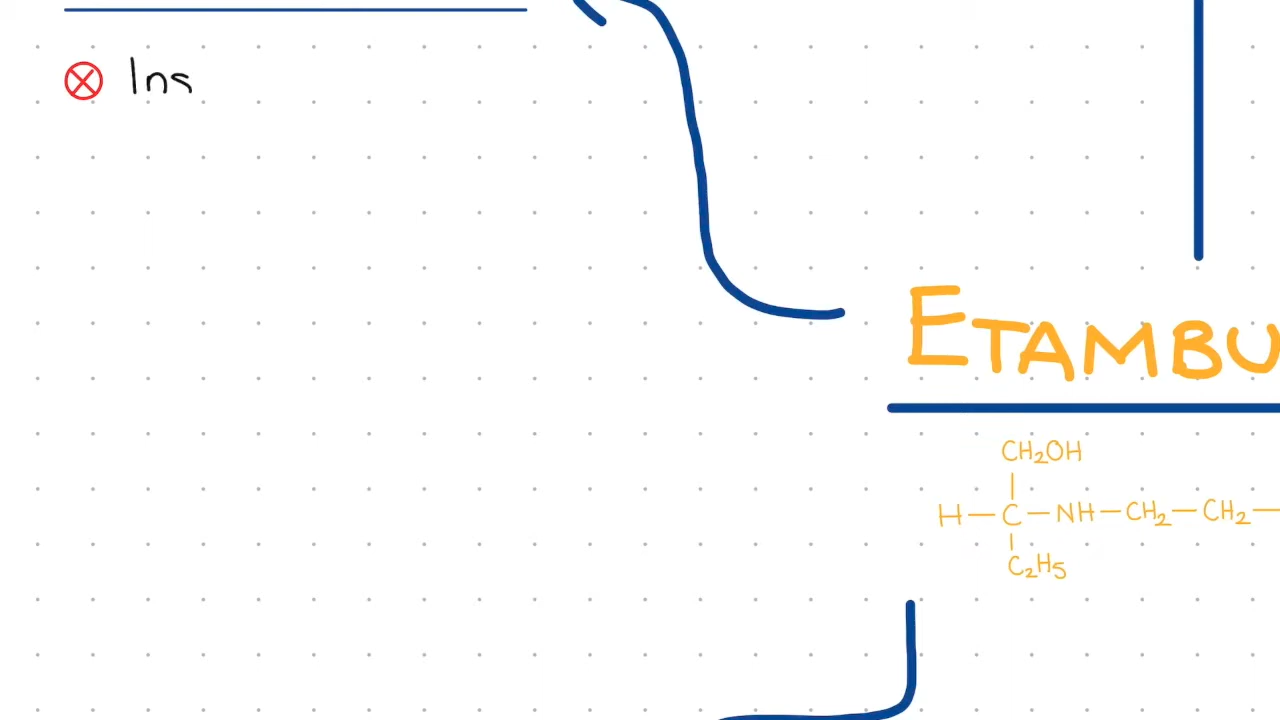 Ins
ETAMBU
CH₂OH
H—C—NH—CH₂—CH₂—
C₂H₅